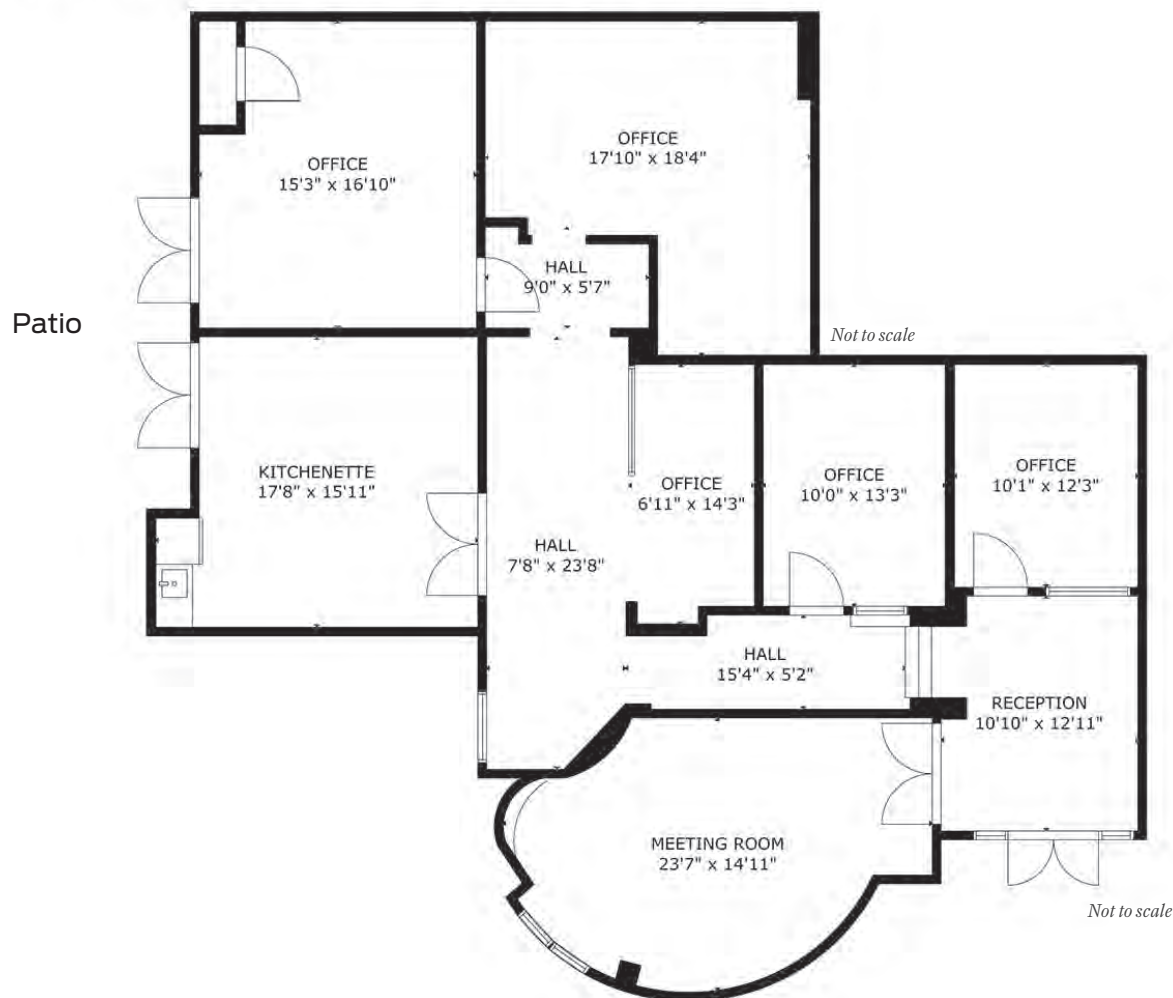 OFFICE
17'10" x 18'4"
OFFICE
15'3" x 16'10"
HALL
9'0" x 5'7"
Patio
Not to scale
KITCHENETTE
17'8" x 15'11"
OFFICE
6'11" x 14'3"
OFFICE
10'0" x 13'3"
OFFICE
10'1" x 12'3"
HALL
7'8" x 23'8"
HALL
15'4" x 5'2"
RECEPTION
10'10" x 12'11"
MEETING ROOM
23'7" x 14'11"
Not to scale